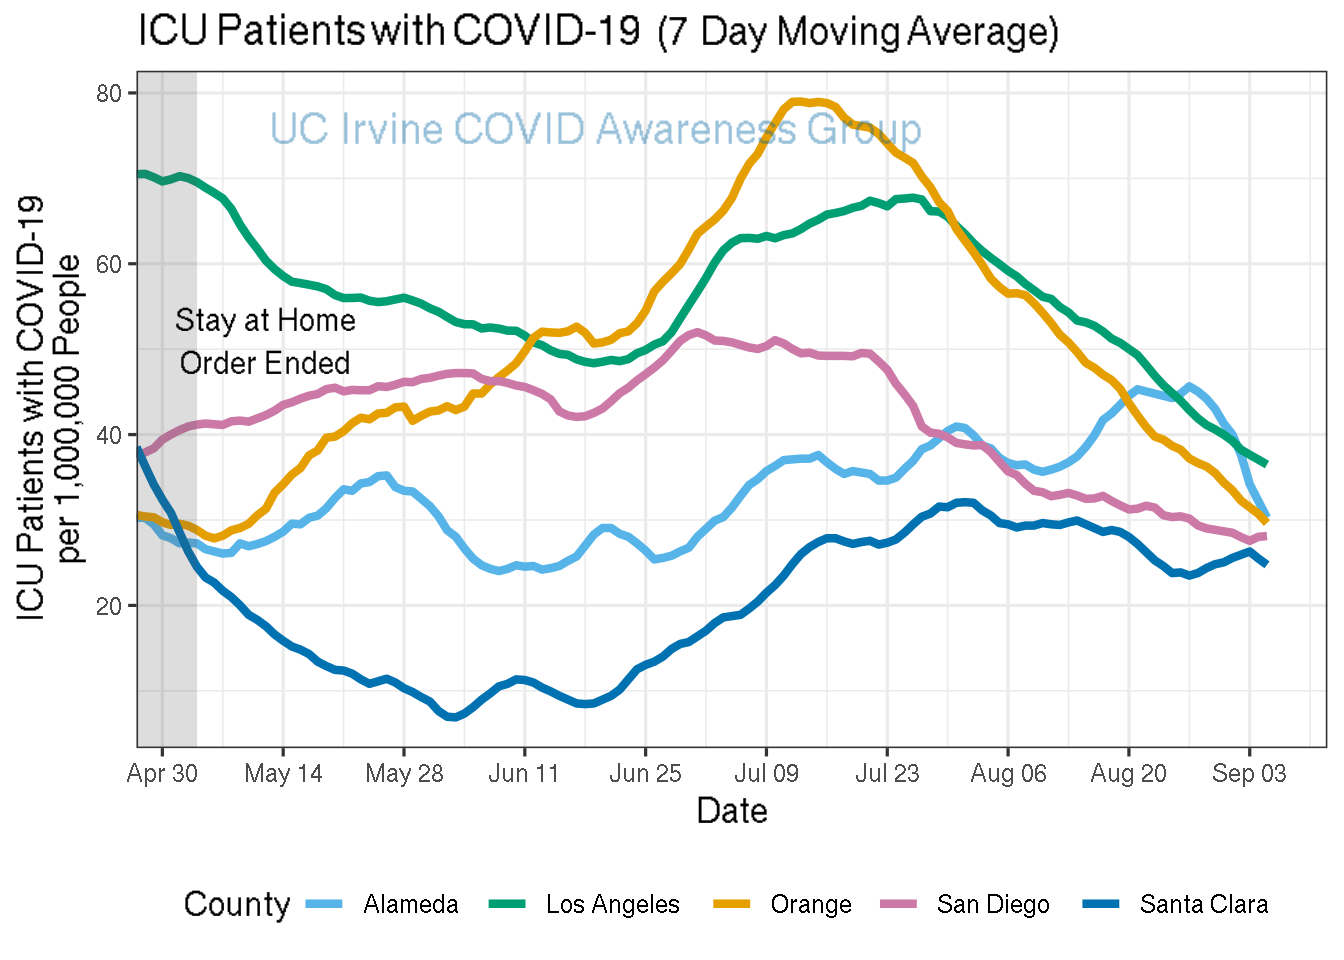 ICU Patients with COVID-19 (7 Day Moving Average)
UC Irvine COVID Awareness Group
Stay at Home
Order Ended
ICU Patients with COVID-19
per 1,000,000 People
80
60
40
20
Apr 30
May 14
May 28
Jun 11
Jun 25
Jul 09
Jul 23
Aug 06
Aug 20
Sep 03
Date
County
Alameda
Los Angeles
Orange
San Diego
Santa Clara